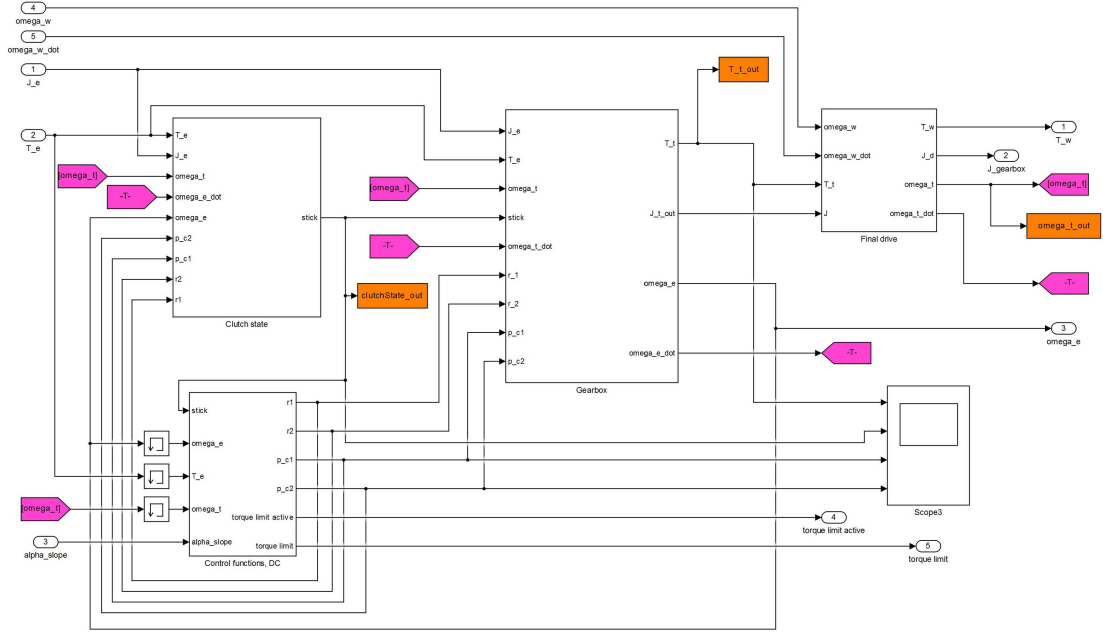 4
omega_w
5
omega_w_dot
1
J_e
2
T_e
[omega_t]
-T-
T_e
J_e
omega_t
omega_e_dot
omega_e
p_c2
p_c1
r2
r1
stick
Clutch state
clutchState_out
[omega_t]
-T-
J_e
T_e
omega_t
stick
omega_t_dot
r_1
r_2
p_c1
p_c2
T_t
J_t_out
omega_e
omega_e_dot
Gearbox
T_t_out
-T-
omega_w
omega_w_dot
T_t
J
T_w
J_d
omega_t
omega_t_dot
Final drive
1
T_w
2
J_gearbox
[omega_t]
omega_t_out
-T-
3
omega_e
stick
omega_e
T_e
omega_t
alpha_slope
r1
r2
p_c1
p_c2
torque limit active
torque limit
Control functions, DC
[omega_t]
3
alpha_slope
Scope3
4
torque limit active
5
torque limit